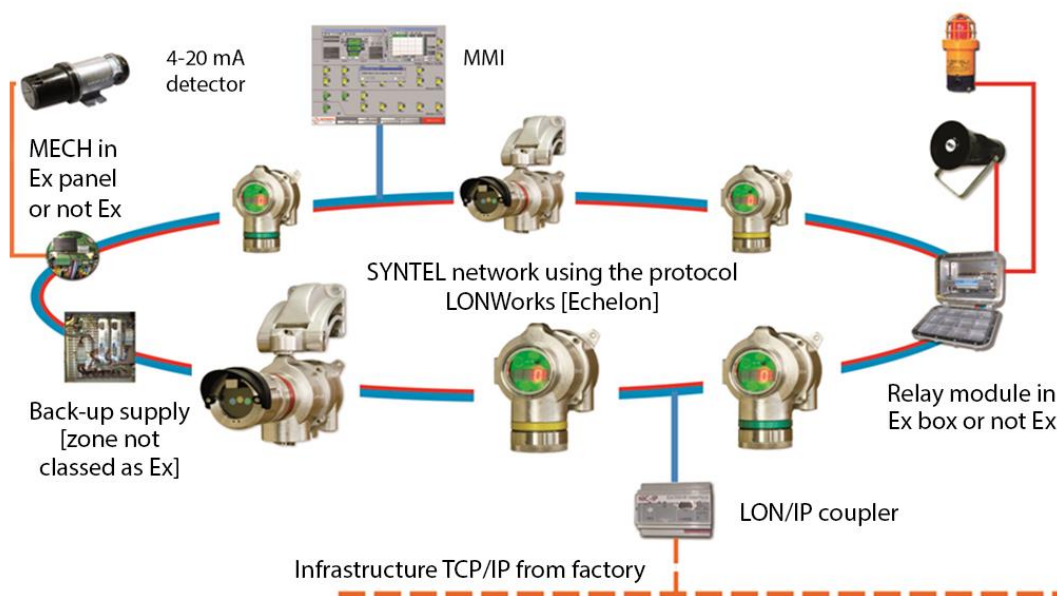 4-20 mA
detector
MMI
MECH in
Ex panel
or not Ex
SYNTEL network using the protocol
LONWorks [Echelon]
Back-up supply
[zone not
classed as Ex]
Relay module in
Ex box or not Ex
LON/IP coupler
Infrastructure TCP/IP from factory